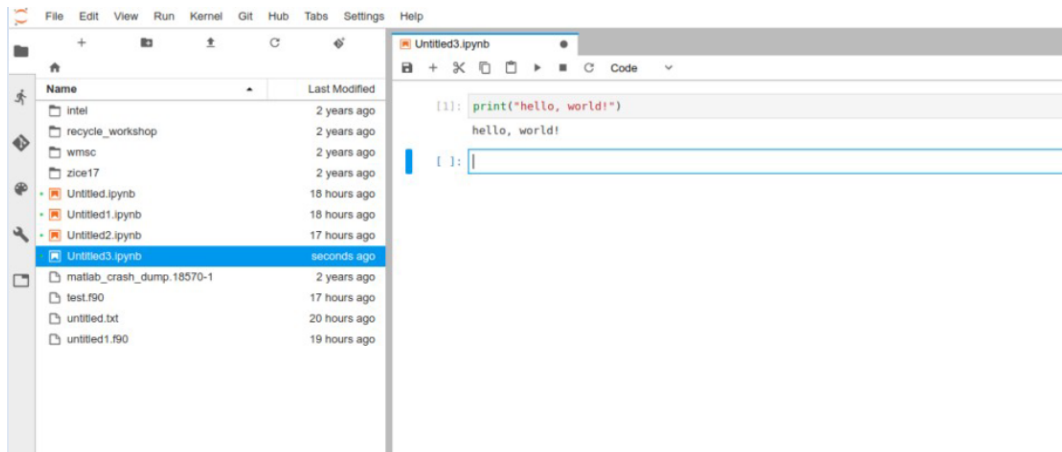 File Edit View Run Kernel Git Hub Tabs Settings Help
Name Last Modified
intel 2 years ago
recycle_workshop 2 years ago
wmsc 2 years ago
zice17 2 years ago
Untitled.ipynb 18 hours ago
Untitled1.ipynb 18 hours ago
Untitled2.ipynb 17 hours ago
Untitled3.ipynb seconds ago
matlab_crash_dump.18570-1 2 years ago
test.f90 17 hours ago
untitled.txt 20 hours ago
untitled1.f90 19 hours ago
Untitled3.ipynb
Code
[1]: print("hello, world!")
hello, world!
[ ]: